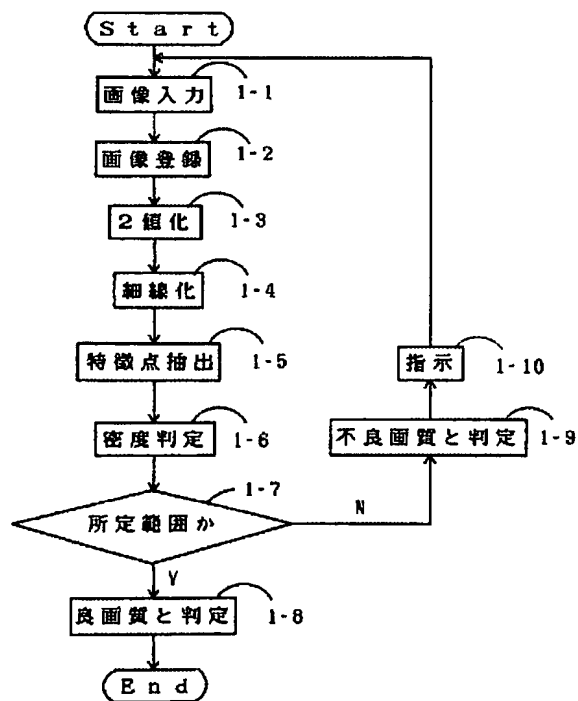 Start
画像入力
1-1
画像登録
1-2
2値化
1-3
細線化
1-4
特徴点抽出
1-5
指示
1-10
密度判定
1-6
不良画質と判定
1-9
1-7
所定範囲か
N
Y
良画質と判定
1-8
End